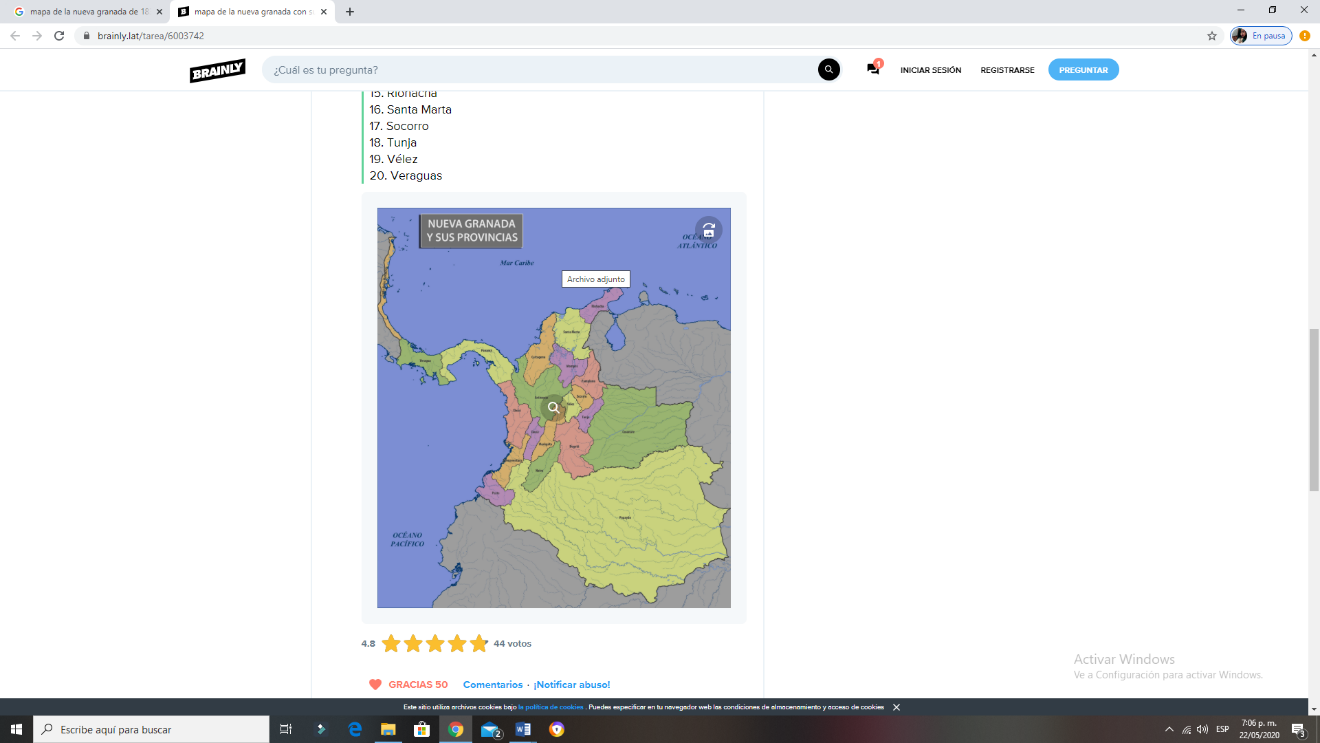 mapa de la nueva granada de 18
mapa de la nueva granada con s
brainly.lat/tarea/6003742
En pausa
BRAINLY
¿Cuál es tu pregunta?
1
INICIAR SESIÓN
REGISTRARSE
PREGUNTAR
15. Riohacha
16. Santa Marta
17. Socorro
18. Tunja
19. Vélez
20. Veraguas
NUEVA GRANADA
Y SUS PROVINCIAS
OCÉANO
ATLÁNTICO
Mar Caribe
Archivo adjunto
OCÉANO
PACÍFICO
4.8
44 votos
GRACIAS 50
Comentarios · ¡Notificar abuso!
Activar Windows
Ve a Configuración para activar Windows.
Este sitio utiliza archivos cookies bajo la política de cookies . Puedes especificar en tu navegador web las condiciones de almacenamiento y acceso de cookies
Escribe aquí para buscar
2
ESP
7:06 p. m.
22/05/2020
3